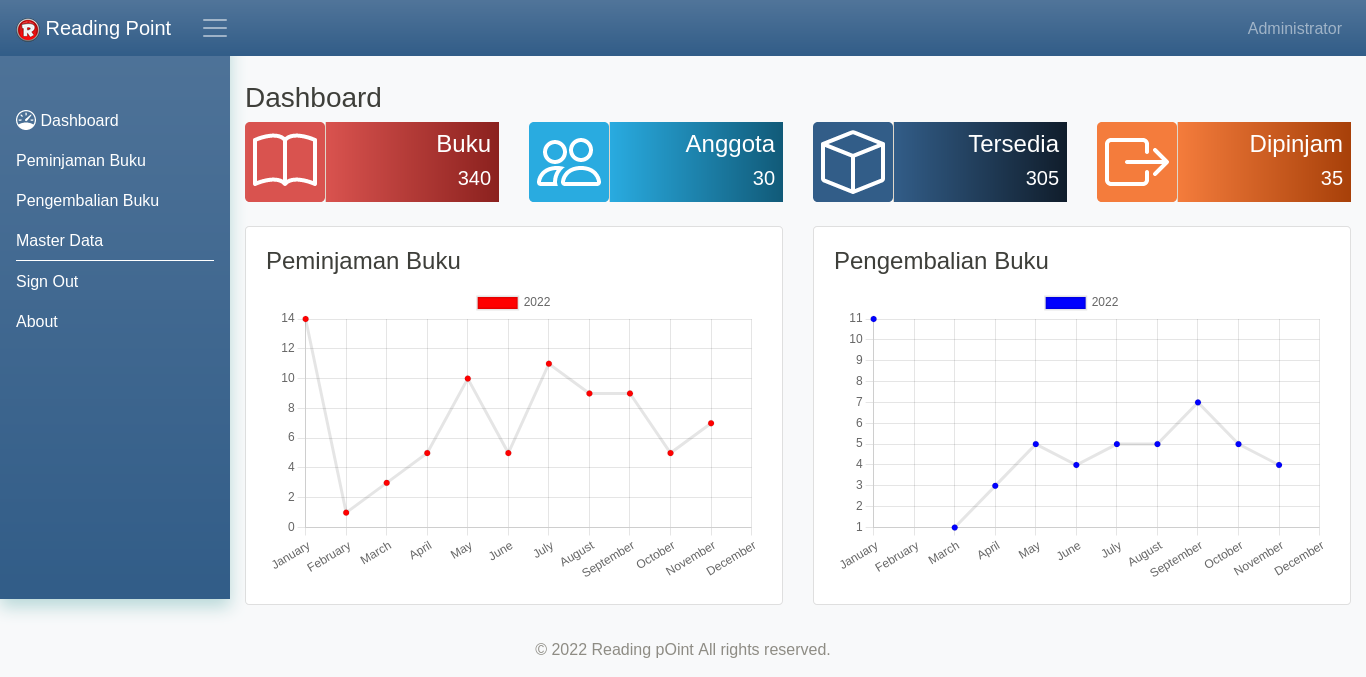 Reading Point
Administrator
Dashboard
Peminjaman Buku
Pengembalian Buku
Master Data
Sign Out
About
Dashboard
Buku
340
Anggota
30
Tersedia
305
Dipinjam
35
Peminjaman Buku
2022
14
12
10
8
6
4
2
0
January February March April May June July August September October November December
Pengembalian Buku
2022
11
10
9
8
7
6
5
4
3
2
1
January February March April May June July August September October November December
© 2022 Reading pOint All rights reserved.